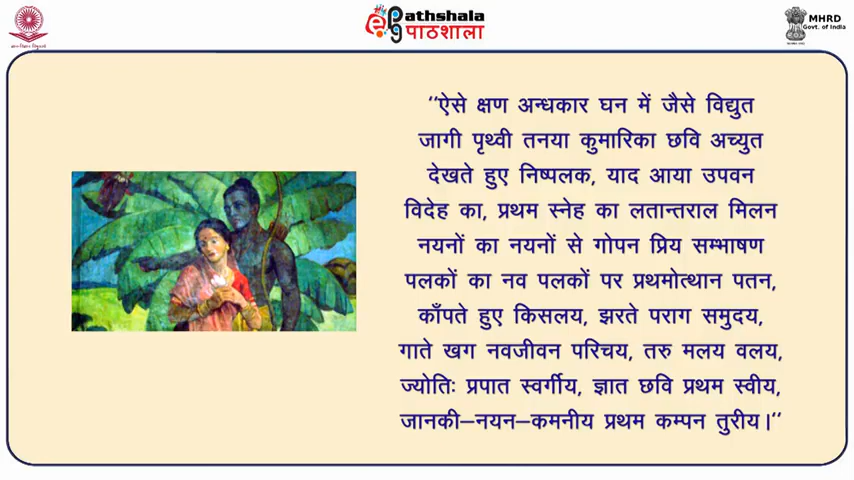 Pathshala
पाठशाला
MHRD
Govt. of India
“ऐसे क्षण अन्धकार घन में जैसे विद्युत
जागी पृथ्वी तनया कुमारिका छवि अच्युत
देखते हुए निष्पलक, याद आया उपवन
विदेह का, प्रथम स्नेह का लतान्तराल मिलन
नयनों का नयनों से गोपन प्रिय सम्भाषण
पलकों का नव पलकों पर प्रथमोत्थान पतन,
काँपते हुए किसलय, झरते पराग समुदय,
गाते खग नवजीवन परिचय, तरु मलय वलय,
ज्योतिः प्रपात स्वर्गीय, ज्ञात छवि प्रथम स्वीय,
जानकी–नयन–कमनीय प्रथम कम्पन तुरीय।“